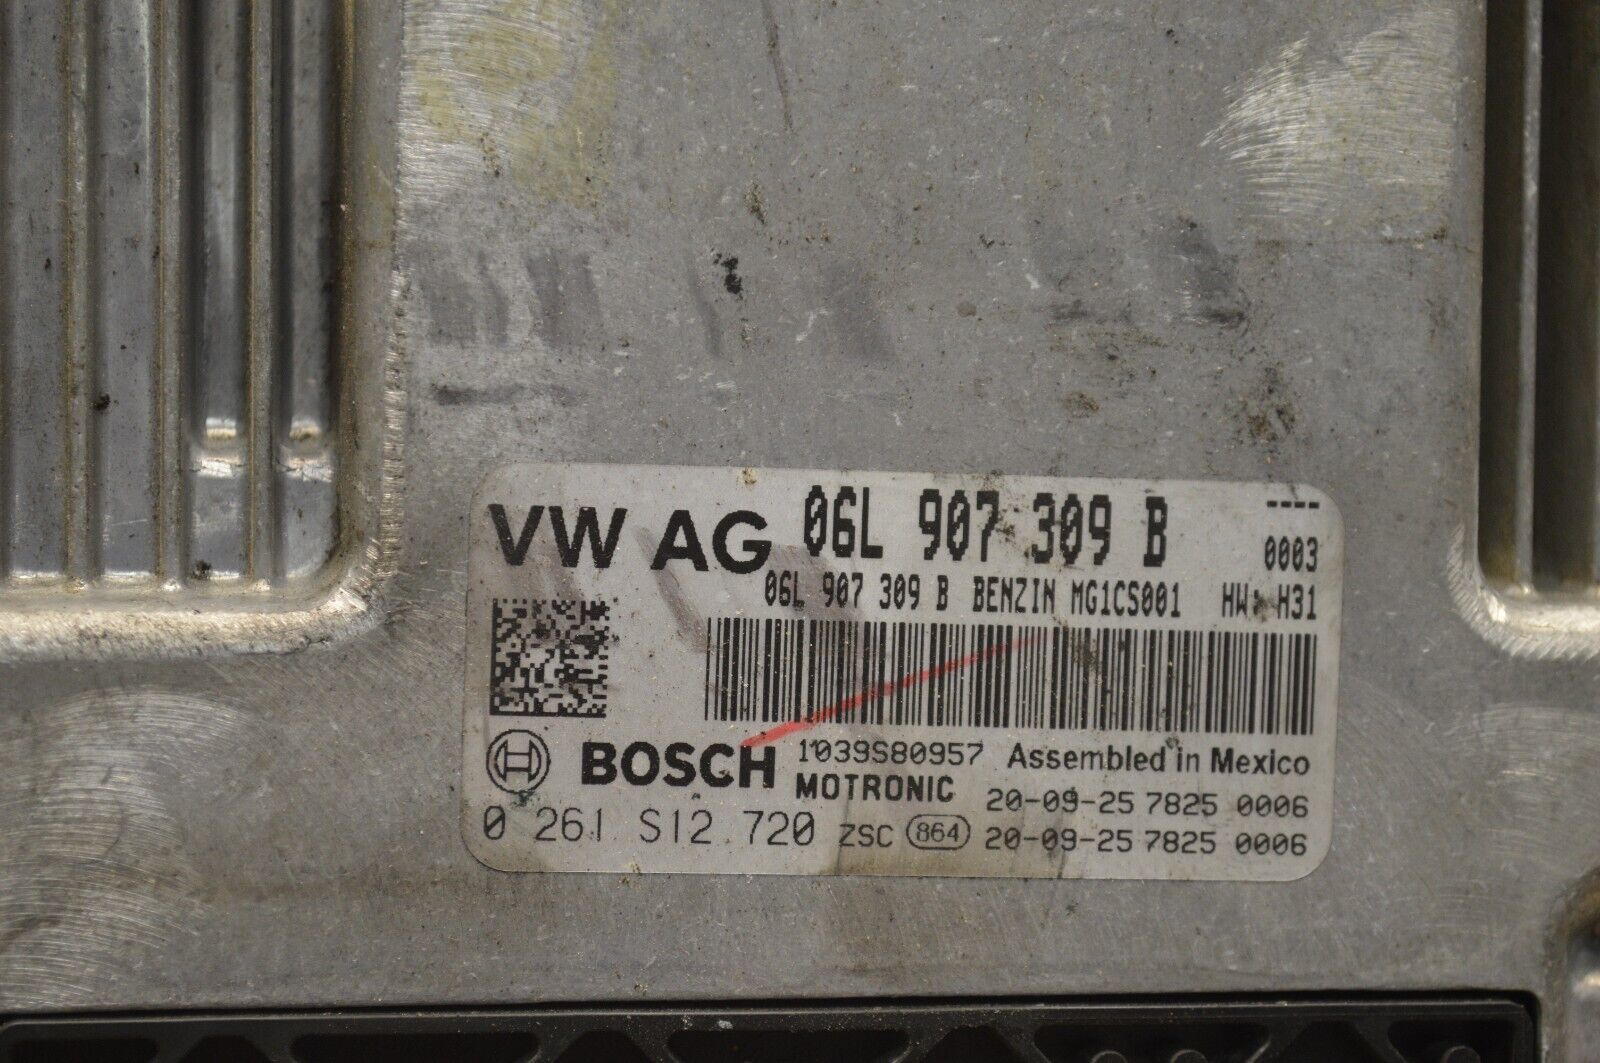 VW AG 06L 907 309 B ----
0003
06L 907 309 B BENZIN MG1CS001 HW: H31
BOSCH 1039S80957 Assembled in Mexico
MOTRONIC 20-09-25 7825 0006
0 261 S12 720 ZSC 864 20-09-25 7825 0006